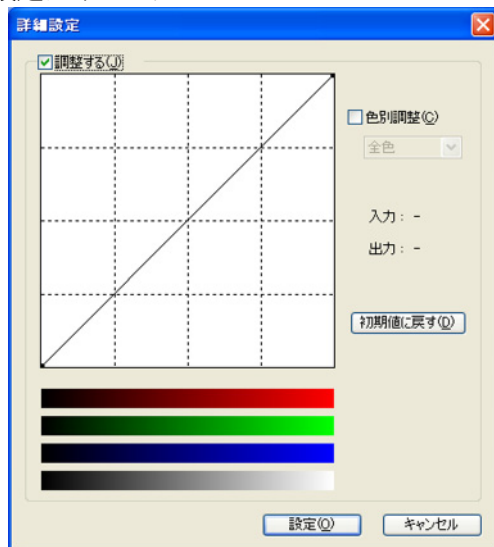 詳細設定
調整する(J)
色別調整(C)
全色
入力: -
出力: -
初期値に戻す(D)
設定(O)
キャンセル